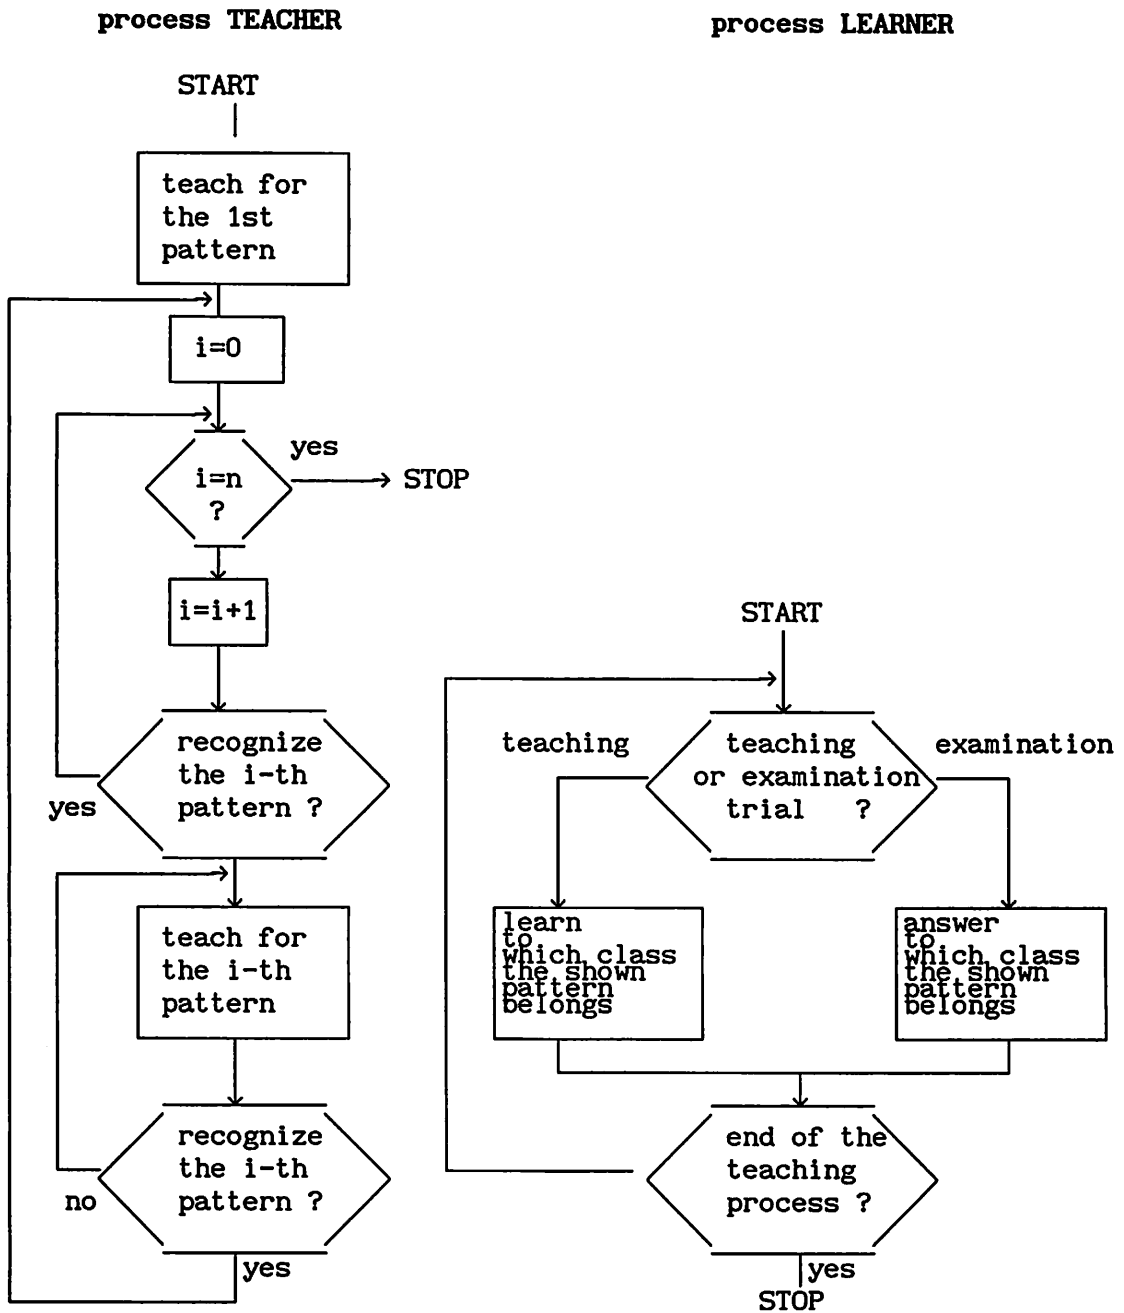 process TEACHER
START
teach for
the 1st
pattern
i=0
i=n
?
yes
STOP
i=i+1
recognize
the i-th
pattern ?
yes
teach for
the i-th
pattern
recognize
the i-th
pattern ?
no
yes
process LEARNER
START
teaching
or examination
trial ?
teaching
examination
learn
to
which class
the shown
pattern
belongs
answer
to
which class
the shown
pattern
belongs
end of the
teaching
process ?
yes
STOP